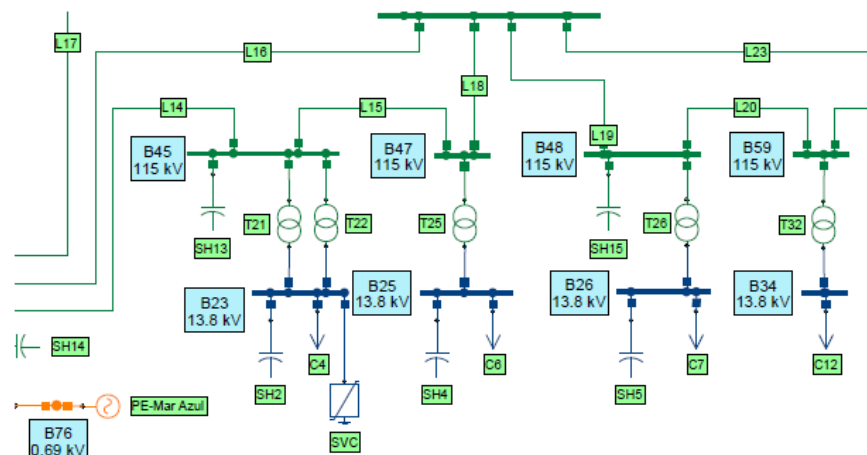 L17
L16
L23
L18
L14
L15
L19
L20
B45
115 kV
B47
115 kV
B48
115 kV
B59
115 kV
T21
T22
T25
T26
T32
SH13
SH15
B23
13.8 kV
B25
13.8 kV
B26
13.8 kV
B34
13.8 kV
SH14
C4
C6
C7
C12
SH2
SH4
SH5
PE-Mar Azul
B76
0.69 kV
SVC